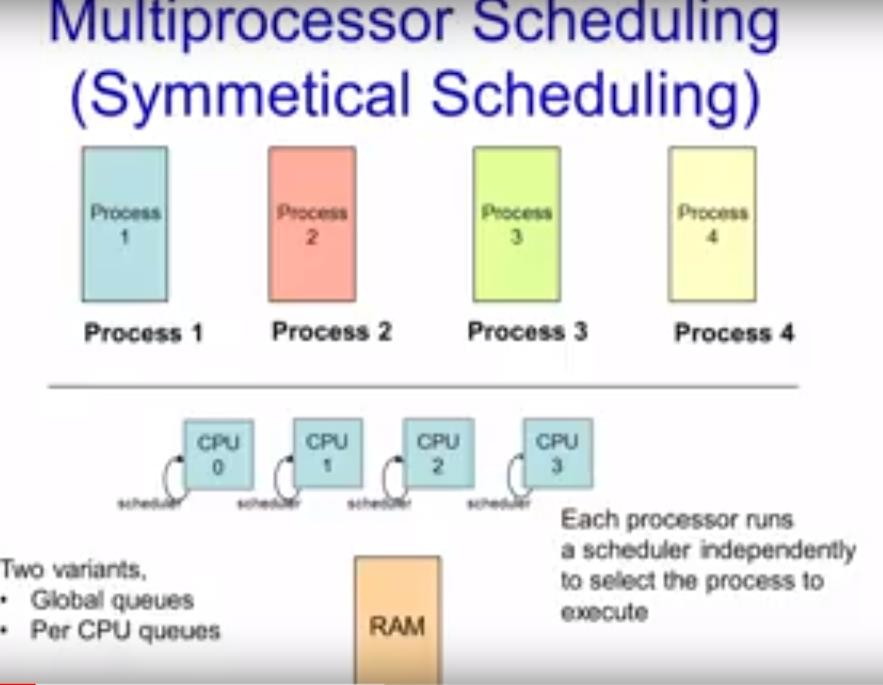 Multiprocessor Scheduling
(Symmetical Scheduling)
Process
1
Process
2
Process
3
Process
4
Process 1
Process 2
Process 3
Process 4
CPU
0
CPU
1
CPU
2
CPU
3
scheduler
scheduler
scheduler
scheduler
Each processor runs
a scheduler independently
to select the process to
execute
Two variants,
• Global queues
• Per CPU queues
RAM